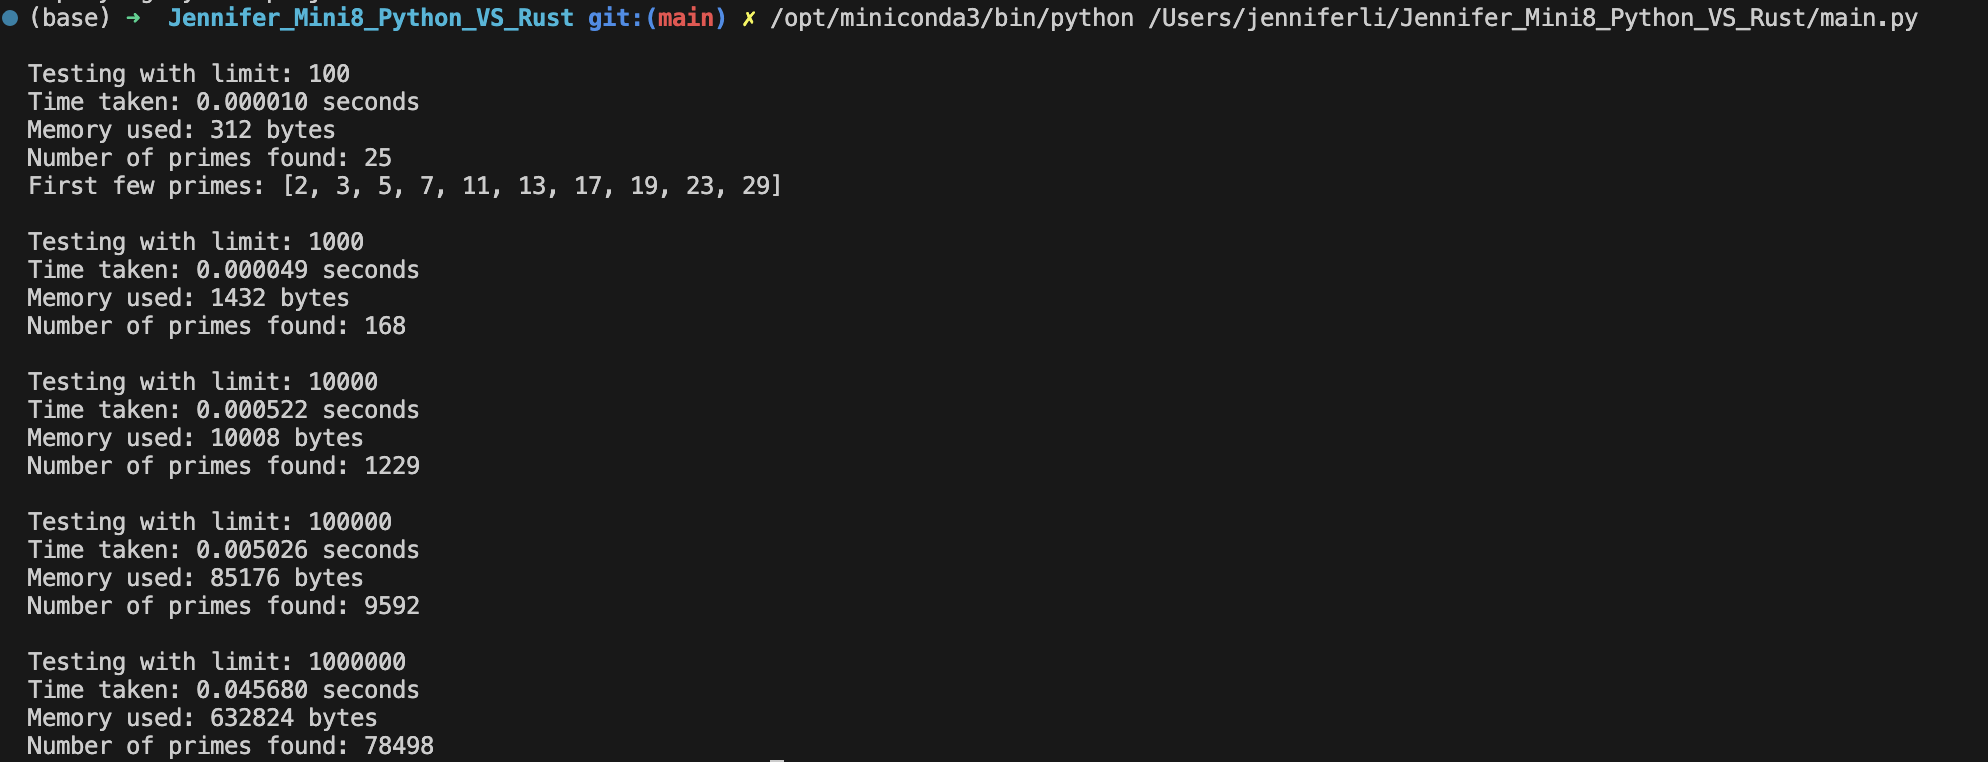 (base) ➜  Jennifer_Mini8_Python_VS_Rust git:(main) ✗ /opt/miniconda3/bin/python /Users/jenniferli/Jennifer_Mini8_Python_VS_Rust/main.py
Testing with limit: 100
Time taken: 0.000010 seconds
Memory used: 312 bytes
Number of primes found: 25
First few primes: [2, 3, 5, 7, 11, 13, 17, 19, 23, 29]
Testing with limit: 1000
Time taken: 0.000049 seconds
Memory used: 1432 bytes
Number of primes found: 168
Testing with limit: 10000
Time taken: 0.000522 seconds
Memory used: 10008 bytes
Number of primes found: 1229
Testing with limit: 100000
Time taken: 0.005026 seconds
Memory used: 85176 bytes
Number of primes found: 9592
Testing with limit: 1000000
Time taken: 0.045680 seconds
Memory used: 632824 bytes
Number of primes found: 78498